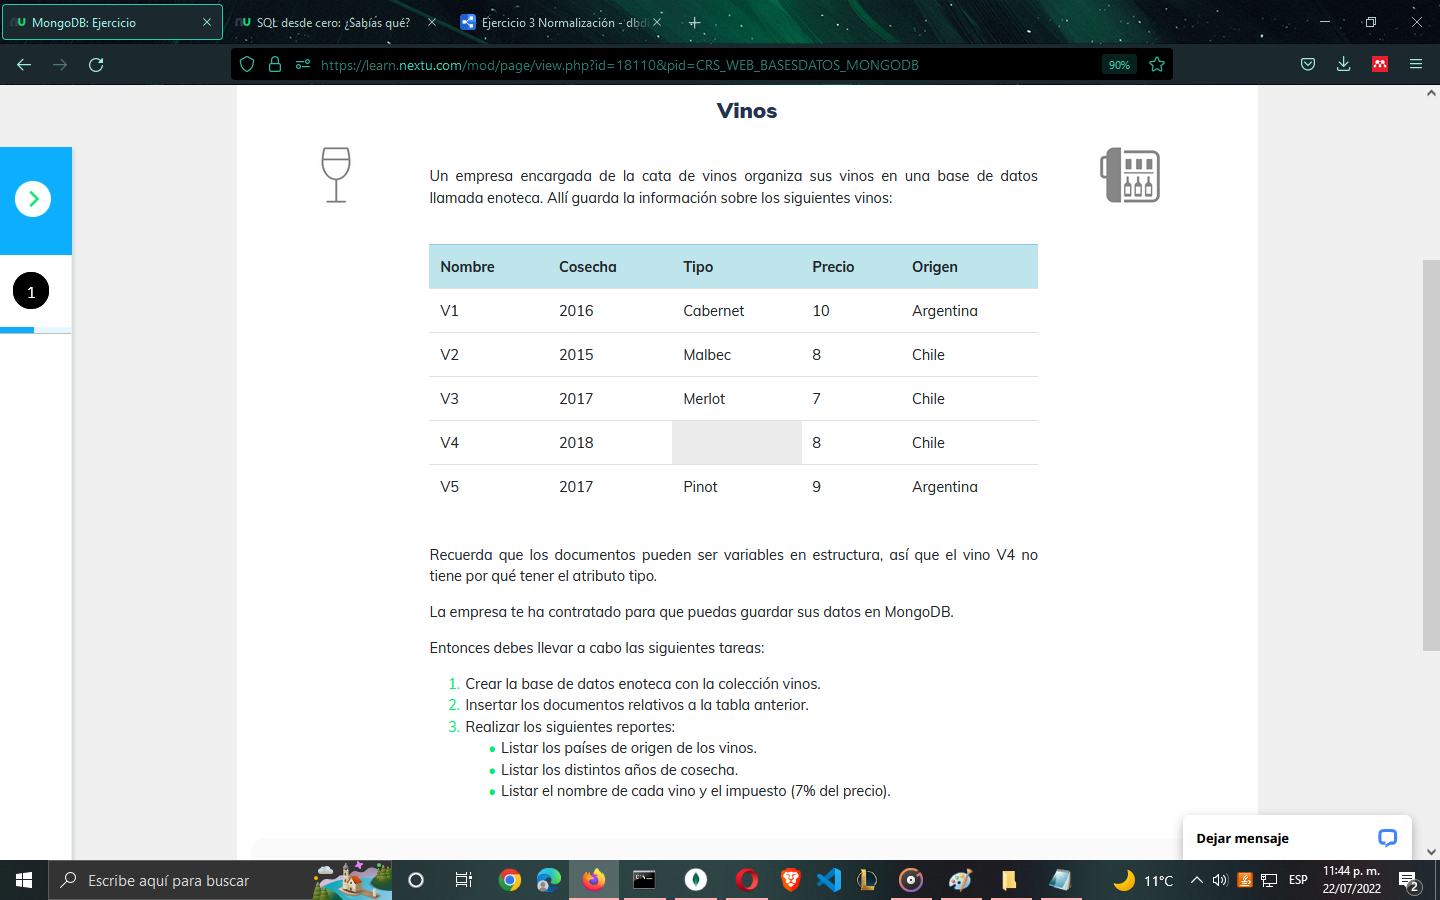 MongoDB: Ejercicio
SQL desde cero: ¿Sabías qué?
Ejercicio 3 Normalización - dbdi
https://learn.nextu.com/mod/page/view.php?id=18110&pid=CRS_WEB_BASESDATOS_MONGODB
90%
Vinos
Un empresa encargada de la cata de vinos organiza sus vinos en una base de datos
llamada enoteca. Allí guarda la información sobre los siguientes vinos:
1
Nombre Cosecha Tipo Precio Origen
V1 2016 Cabernet 10 Argentina
V2 2015 Malbec 8 Chile
V3 2017 Merlot 7 Chile
V4 2018 8 Chile
V5 2017 Pinot 9 Argentina
Recuerda que los documentos pueden ser variables en estructura, así que el vino V4 no
tiene por qué tener el atributo tipo.
La empresa te ha contratado para que puedas guardar sus datos en MongoDB.
Entonces debes llevar a cabo las siguientes tareas:
1. Crear la base de datos enoteca con la colección vinos.
2. Insertar los documentos relativos a la tabla anterior.
3. Realizar los siguientes reportes:
• Listar los países de origen de los vinos.
• Listar los distintos años de cosecha.
• Listar el nombre de cada vino y el impuesto (7% del precio).
Dejar mensaje
Escribe aquí para buscar
11°C
ESP
11:44 p. m.
22/07/2022
2